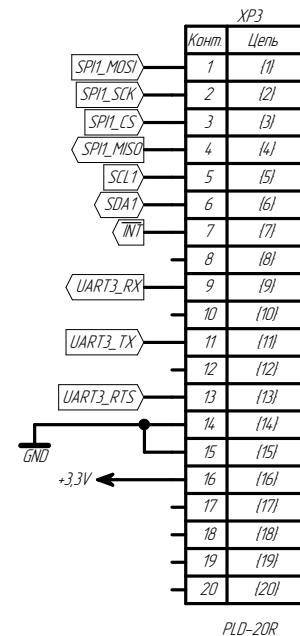 XP3
Конт. Цепь
SPI1_MOSI 1 {1}
SPI1_SCK 2 {2}
SPI1_CS 3 {3}
SPI1_MISO 4 {4}
SCL1 5 {5}
SDA1 6 {6}
INT 7 {7}
8 {8}
UART3_RX 9 {9}
10 {10}
UART3_TX 11 {11}
12 {12}
UART3_RTS 13 {13}
14 {14}
GND 15 {15}
+3,3V 16 {16}
17 {17}
18 {18}
19 {19}
20 {20}
PLD-20R